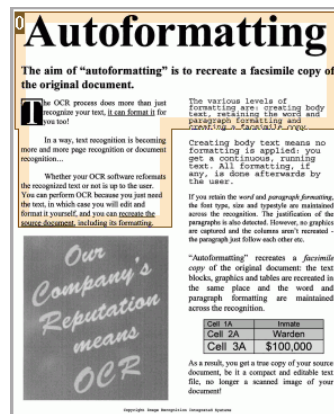 0
Autoformatting
The aim of “autoformatting” is to recreate a facsimile copy of
the original document.
The OCR process does more than just
recognize your text, it can format it for
you too!
In a way, text recognition is becoming
more and more page recognition or document
recognition...
Whether your OCR software reformats
the recognized text or not is up to the user.
You can perform OCR because you just need
the text, in which case you will edit and
format it yourself, and you can recreate the
source document, including its formatting.
Our
Company's
Reputation
means
OCR
The various levels of
formatting are: creating body
text, retaining the word and
paragraph formatting and
creating a facsimile copy
Creating body text means no
formatting is applied: you
get a continuous, running
text. All formatting, if
any, is done afterwards by
the user.
If you retain the word and paragraph formatting,
the font type, size and typestyle are maintained
across the recognition. The justification of the
paragraphs is also detected. However, no graphics
are captured and the columns aren't recreated -
the paragraph just follow each other etc.
“Autoformatting” recreates a facsimile
copy of the original document: the text
blocks, graphics and tables are recreated in
the same place and the word and
paragraph formatting are maintained
across the recognition.
Cell 1A Inmate
Cell 2A Warden
Cell 3A $100,000
As a result, you get a true copy of your source
document, be it a compact and editable text
file, no longer a scanned image of your
document!
Copyright Image Recognition Integrated Systems